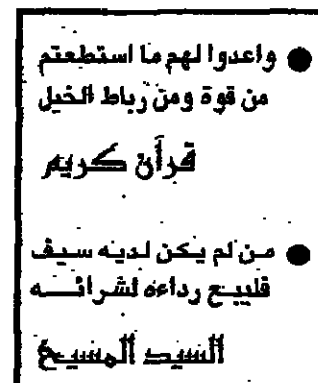 ● واعدوا لهم ما استطعتم
من قوة ومن رباط الخيل
قرآن كريم
● من لم يكن لديه سيف
فليبع رداءه لشرائه
السيد المسيح